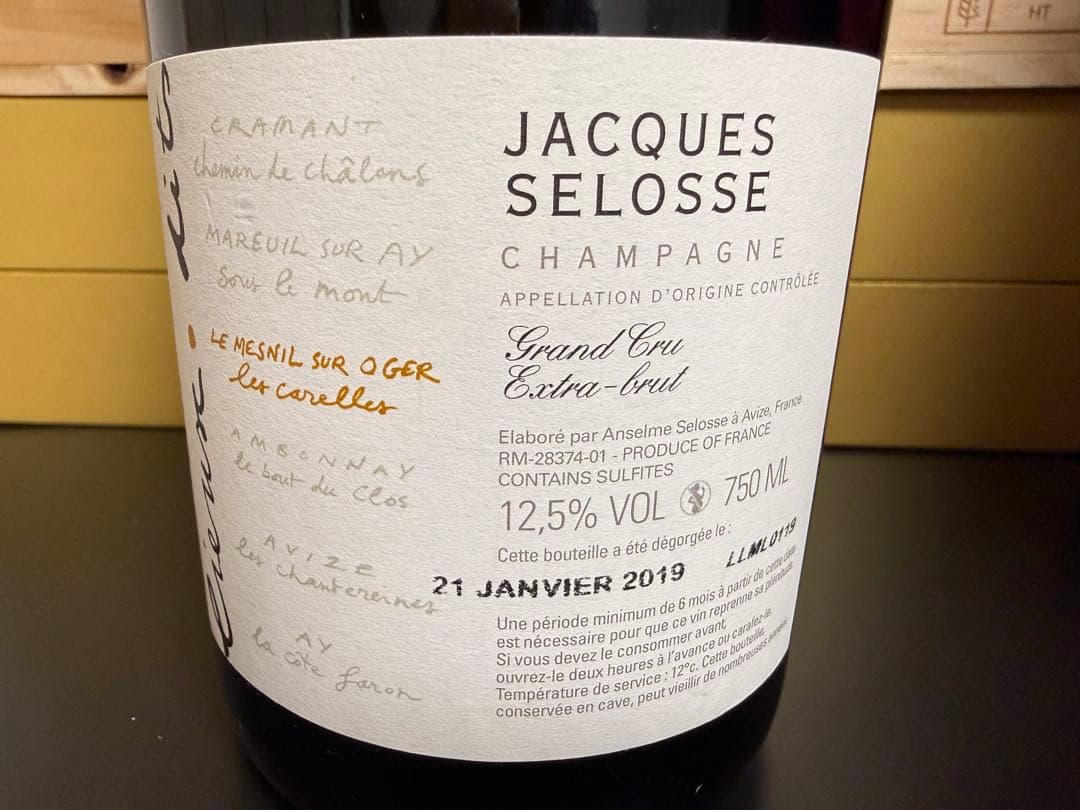 Lieux dits
CRAMANT
chemin de châlons
MAREUIL SUR AY
sous le mont
LE MESNIL SUR OGER
les carelles
AMBONNAY
le bout du clos
AVIZE
les chantereines
AY
la côte faron
JACQUES
SELOSSE
CHAMPAGNE
APPELLATION D'ORIGINE CONTRÔLÉE
Grand Cru
Extra-brut
Elaboré par Anselme Selosse à Avize, France
RM-28374-01 - PRODUCE OF FRANCE
CONTAINS SULFITES
12,5% VOL 750 ML
Cette bouteille a été dégorgée le :
21 JANVIER 2019 LLML0119
Une période minimum de 6 mois à partir de cette date
est nécessaire pour que ce vin reprenne sa plénitude.
Si vous devez le consommer avant,
ouvrez-le deux heures à l'avance ou carafez-le.
Température de service : 12°c. Cette bouteille,
conservée en cave, peut vieillir de nombreuses années
HT